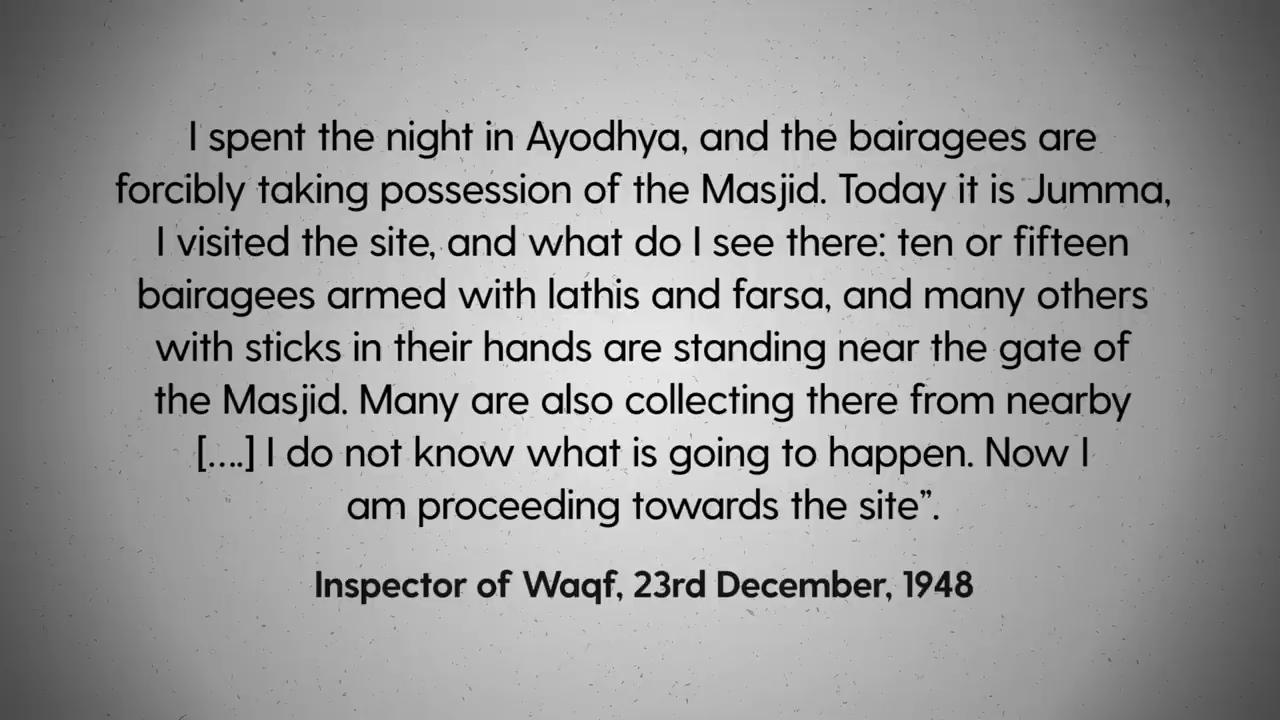 I spent the night in Ayodhya, and the bairagees are
forcibly taking possession of the Masjid. Today it is Jumma,
I visited the site, and what do I see there: ten or fifteen
bairagees armed with lathis and farsa, and many others
with sticks in their hands are standing near the gate of
the Masjid. Many are also collecting there from nearby
[....] I do not know what is going to happen. Now I
am proceeding towards the site”.
Inspector of Waqf, 23rd December, 1948